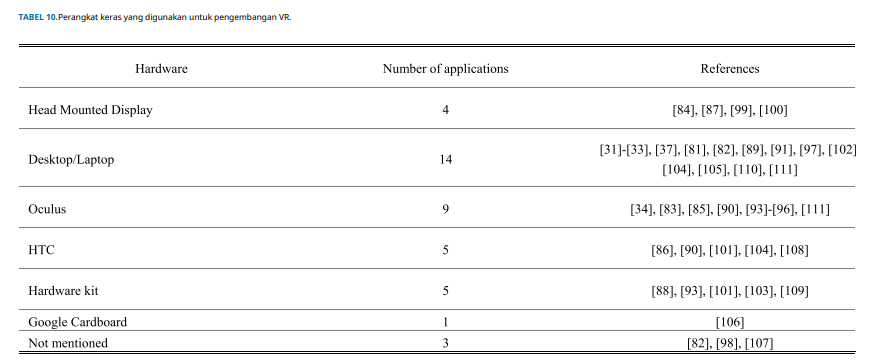 TABEL 10.Perangkat keras yang digunakan untuk pengembangan VR.
Hardware Number of applications References
Head Mounted Display 4 [84], [87], [99], [100]
Desktop/Laptop 14 [31]-[33], [37], [81], [82], [89], [91], [97], [102]
[104], [105], [110], [111]
Oculus 9 [34], [83], [85], [90], [93]-[96], [111]
HTC 5 [86], [90], [101], [104], [108]
Hardware kit 5 [88], [93], [101], [103], [109]
Google Cardboard 1 [106]
Not mentioned 3 [82], [98], [107]